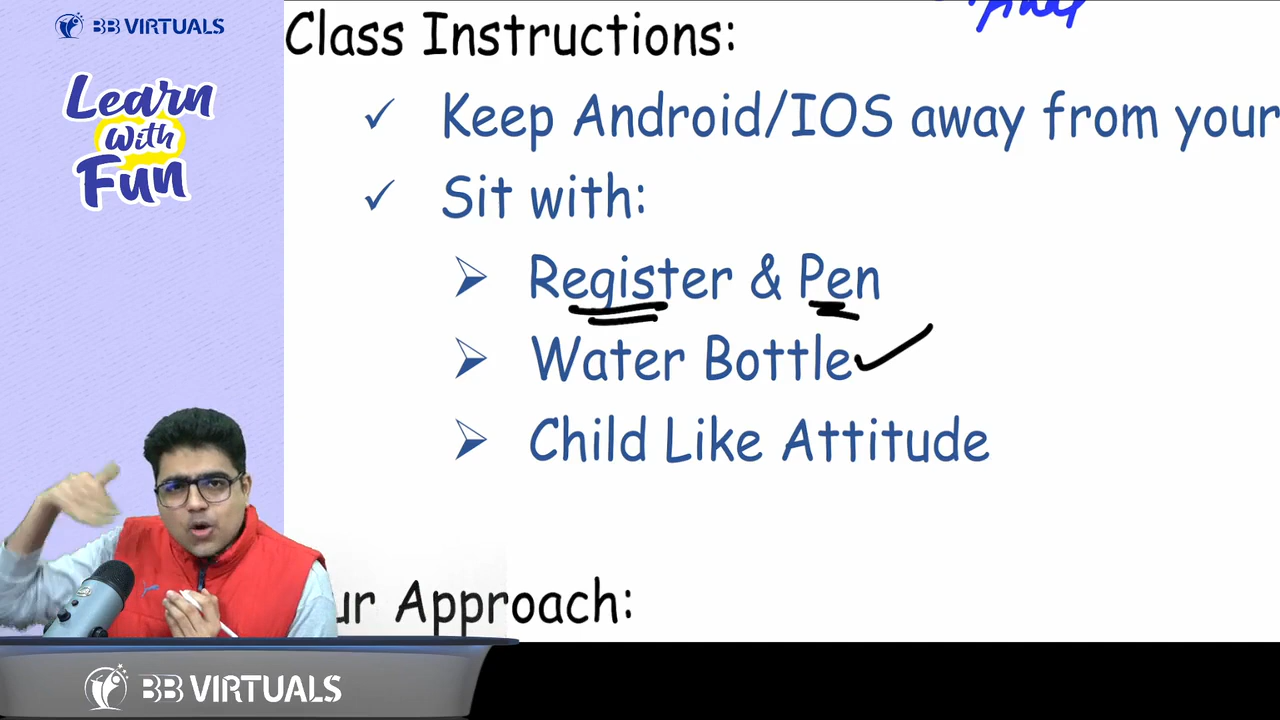 BB VIRTUALS
Learn
With
Fun
Class Instructions:
✓ Keep Android/IOS away from your
✓ Sit with:
➢ Register & Pen
➢ Water Bottle
➢ Child Like Attitude
ur Approach:
BB VIRTUALS